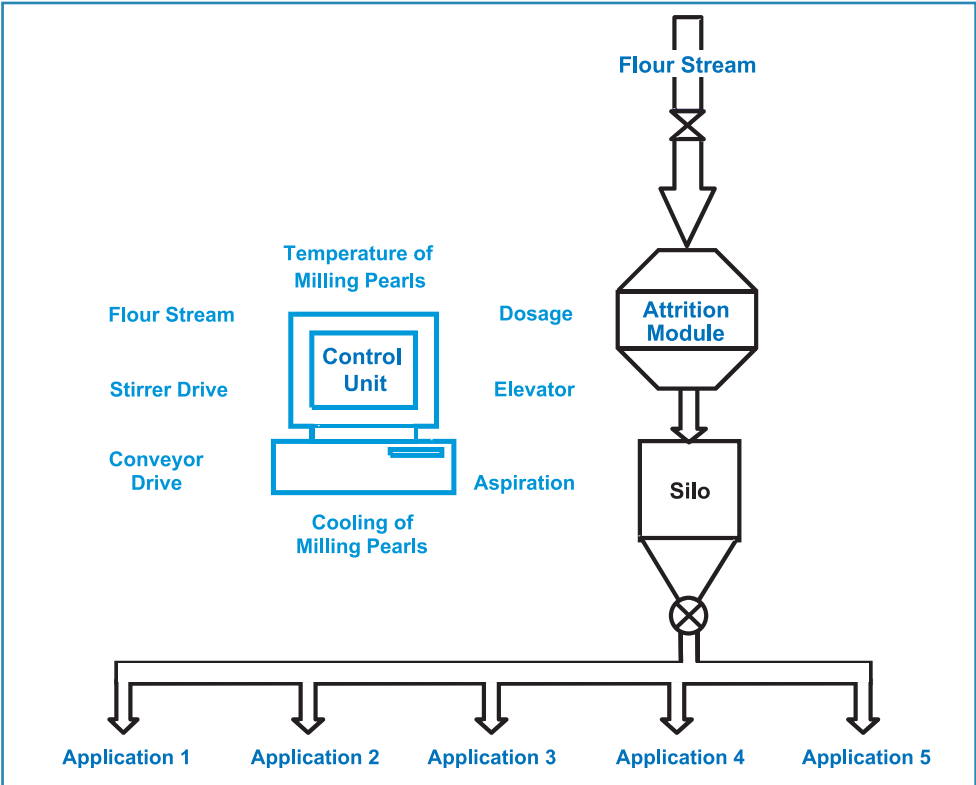 Flour Stream
Temperature of
Milling Pearls
Flour Stream
Dosage
Attrition
Module
Control
Unit
Stirrer Drive
Elevator
Conveyor
Drive
Aspiration
Silo
Cooling of
Milling Pearls
Application 1
Application 2
Application 3
Application 4
Application 5